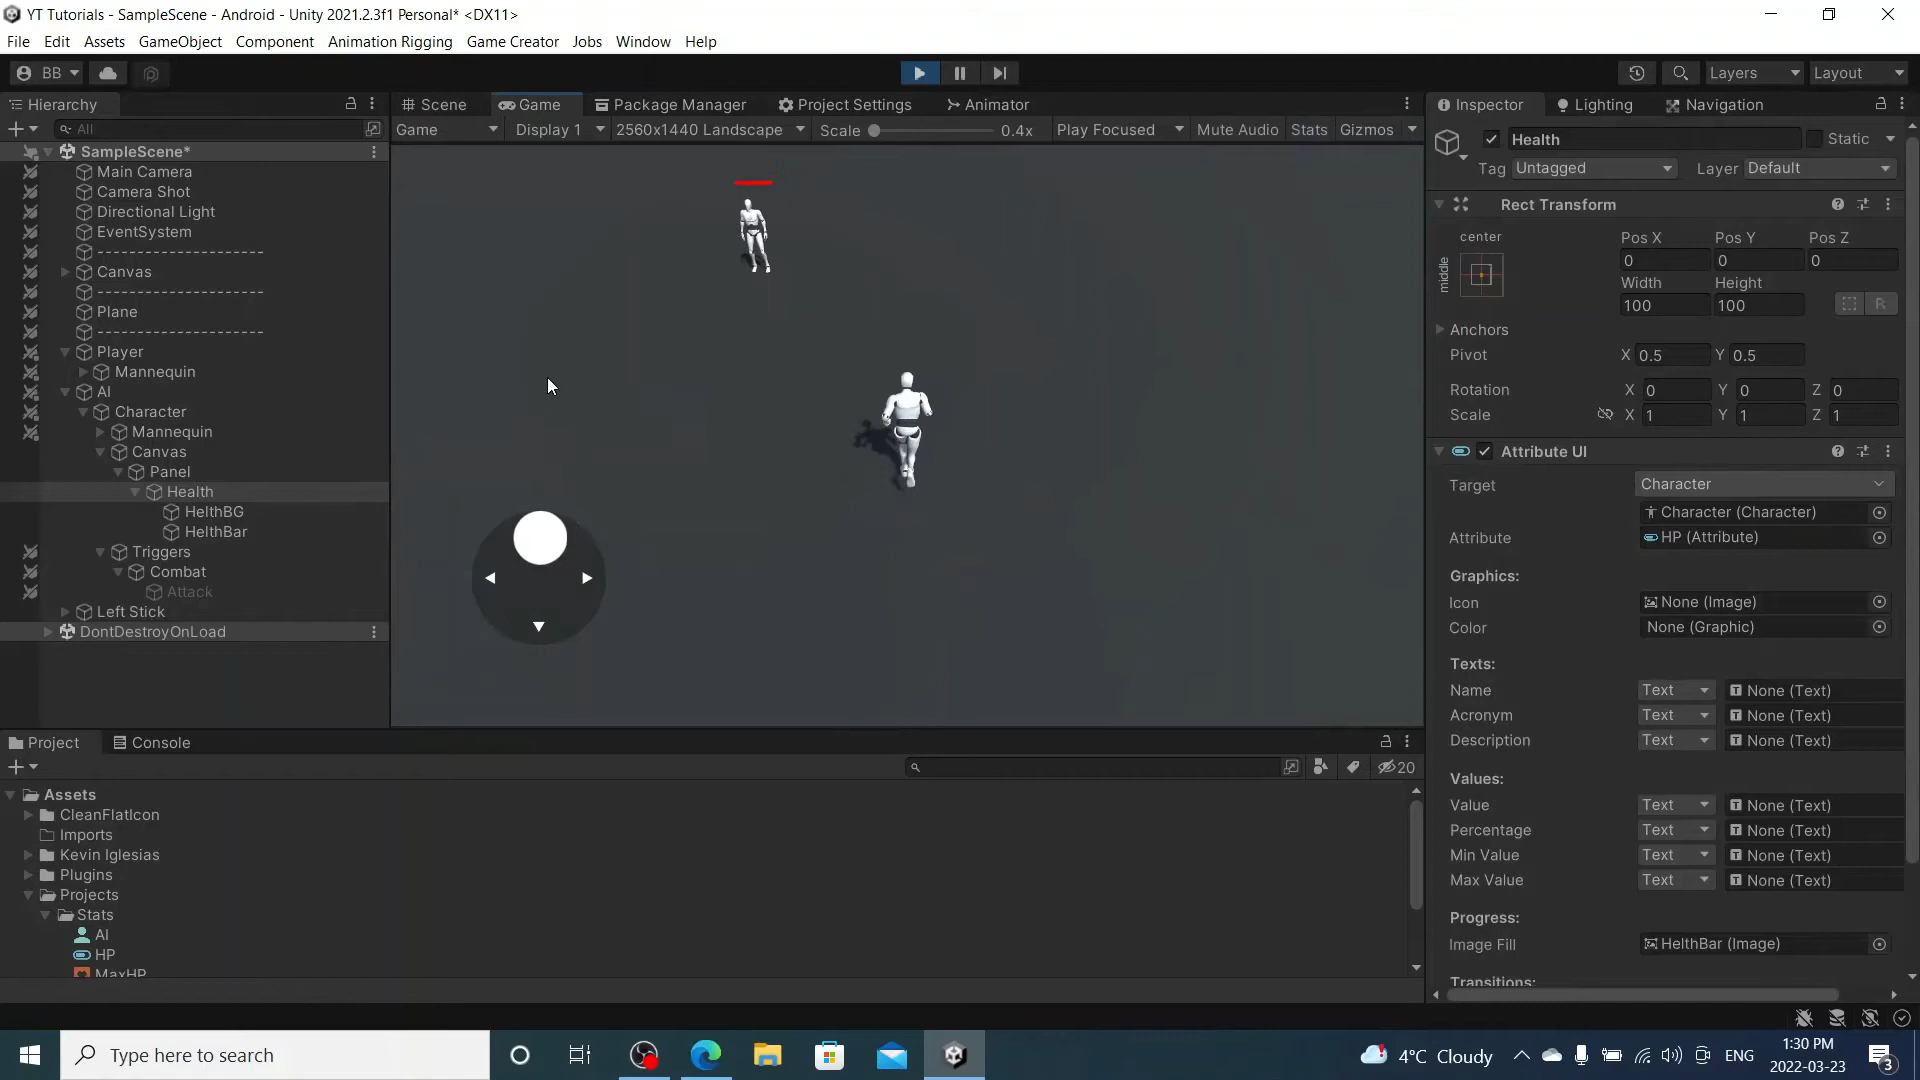 YT Tutorials - SampleScene - Android - Unity 2021.2.3f1 Personal* <DX11>
File Edit Assets GameObject Component Animation Rigging Game Creator Jobs Window Help
BB
Layers Layout
Hierarchy
All
SampleScene*
Main Camera
Camera Shot
Directional Light
EventSystem
---------------------
Canvas
---------------------
Plane
---------------------
Player
Mannequin
AI
Character
Mannequin
Canvas
Panel
Health
HelthBG
HelthBar
Triggers
Combat
Attack
Left Stick
DontDestroyOnLoad
Scene Game Package Manager Project Settings Animator
Game Display 1 2560x1440 Landscape Scale 0.4x Play Focused Mute Audio Stats Gizmos
Inspector Lighting Navigation
Health Static
Tag Untagged Layer Default
Rect Transform
center
middle
Pos X Pos Y Pos Z
0 0 0
Width Height
100 100 R
Anchors
Pivot X 0.5 Y 0.5
Rotation X 0 Y 0 Z 0
Scale X 1 Y 1 Z 1
Attribute UI
Target Character
Character (Character)
Attribute HP (Attribute)
Graphics:
Icon None (Image)
Color None (Graphic)
Texts:
Name Text None (Text)
Acronym Text None (Text)
Description Text None (Text)
Values:
Value Text None (Text)
Percentage Text None (Text)
Min Value Text None (Text)
Max Value Text None (Text)
Progress:
Image Fill HelthBar (Image)
Transitions:
Project Console
20
Assets
CleanFlatIcon
Imports
Kevin Iglesias
Plugins
Projects
Stats
AI
HP
MaxHP
Type here to search
4°C Cloudy ENG 1:30 PM
2022-03-23
3